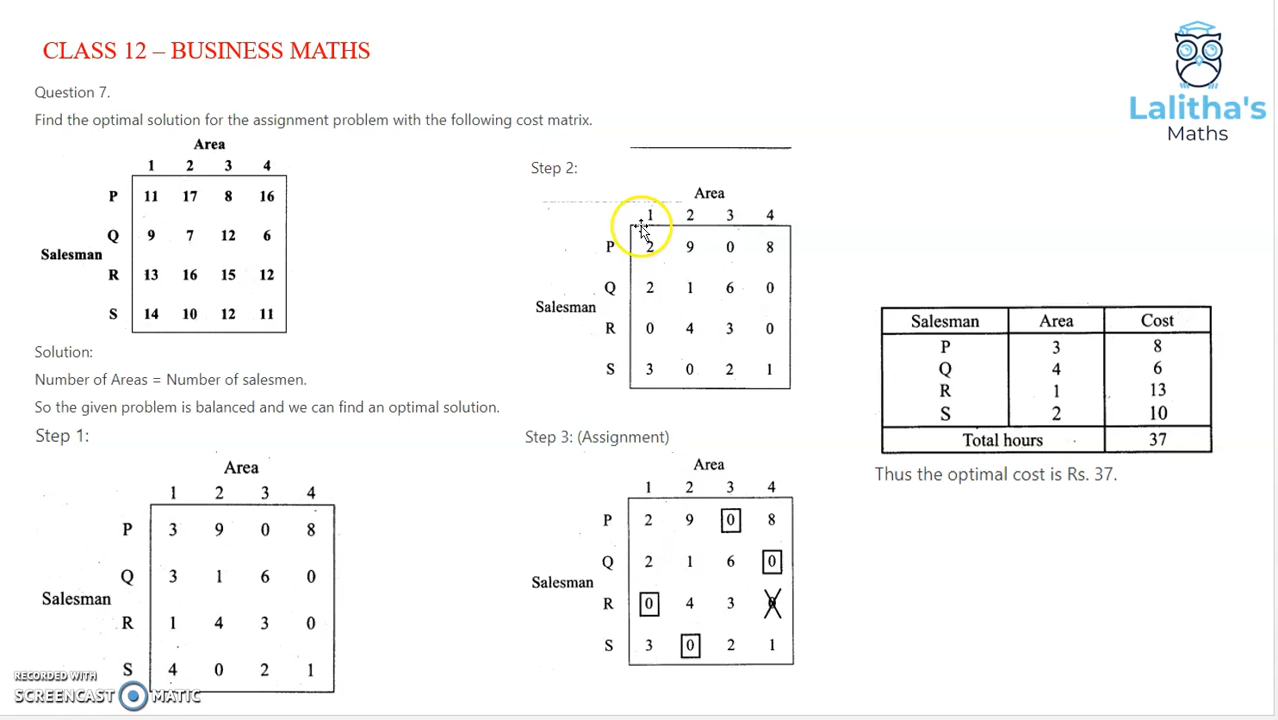 CLASS 12 – BUSINESS MATHS
Lalitha's
Maths
Question 7.
Find the optimal solution for the assignment problem with the following cost matrix.
Area
1 2 3 4
P 11 17 8 16
Q 9 7 12 6
Salesman
R 13 16 15 12
S 14 10 12 11
Solution:
Number of Areas = Number of salesmen.
So the given problem is balanced and we can find an optimal solution.
Step 1:
Area
1 2 3 4
P 3 9 0 8
Q 3 1 6 0
Salesman
R 1 4 3 0
S 4 0 2 1
Step 2:
Area
1 2 3 4
P 2 9 0 8
Q 2 1 6 0
Salesman
R 0 4 3 0
S 3 0 2 1
Step 3: (Assignment)
Area
1 2 3 4
P 2 9 0 8
Q 2 1 6 0
Salesman
R 0 4 3 0
S 3 0 2 1
Salesman Area Cost
P 3 8
Q 4 6
R 1 13
S 2 10
Total hours 37
Thus the optimal cost is Rs. 37.
RECORDED WITH
SCREENCAST MATIC